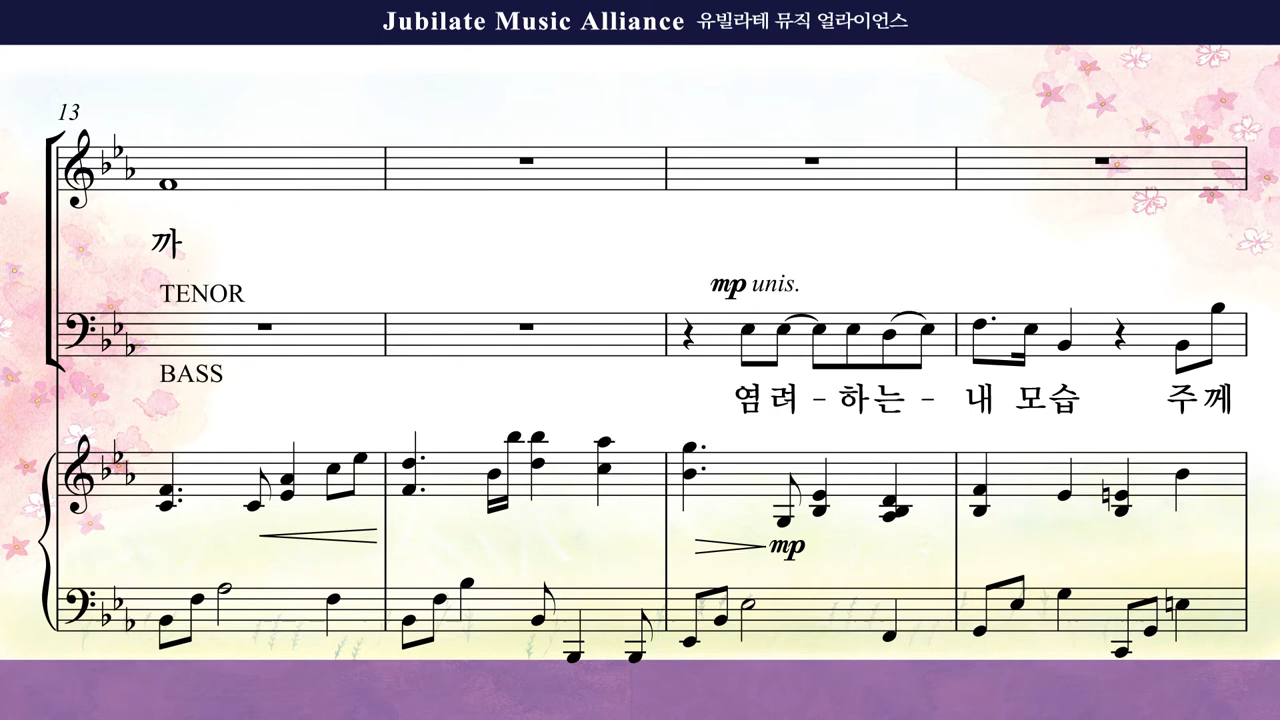 Jubilate Music Alliance 유빌라테 뮤직 얼라이언스
13
까
TENOR
mp unis.
BASS
염 려 - 하 는 - 내 모 습 주 께
mp